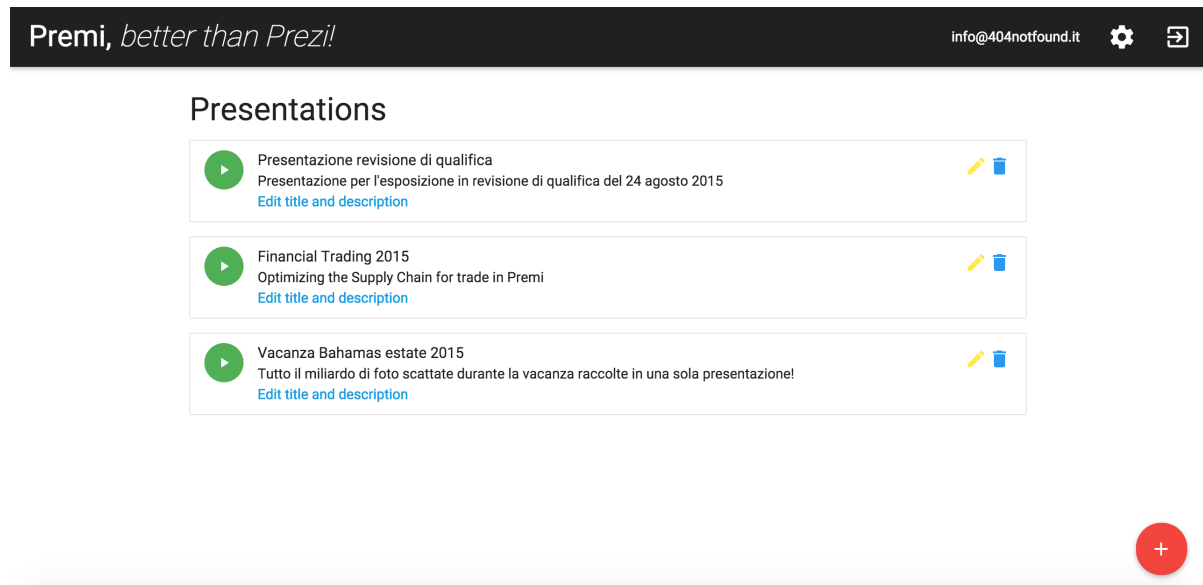 Premi, better than Prezi!
info@404notfound.it
Presentations
Presentazione revisione di qualifica
Presentazione per l'esposizione in revisione di qualifica del 24 agosto 2015
Edit title and description
Financial Trading 2015
Optimizing the Supply Chain for trade in Premi
Edit title and description
Vacanza Bahamas estate 2015
Tutto il miliardo di foto scattate durante la vacanza raccolte in una sola presentazione!
Edit title and description